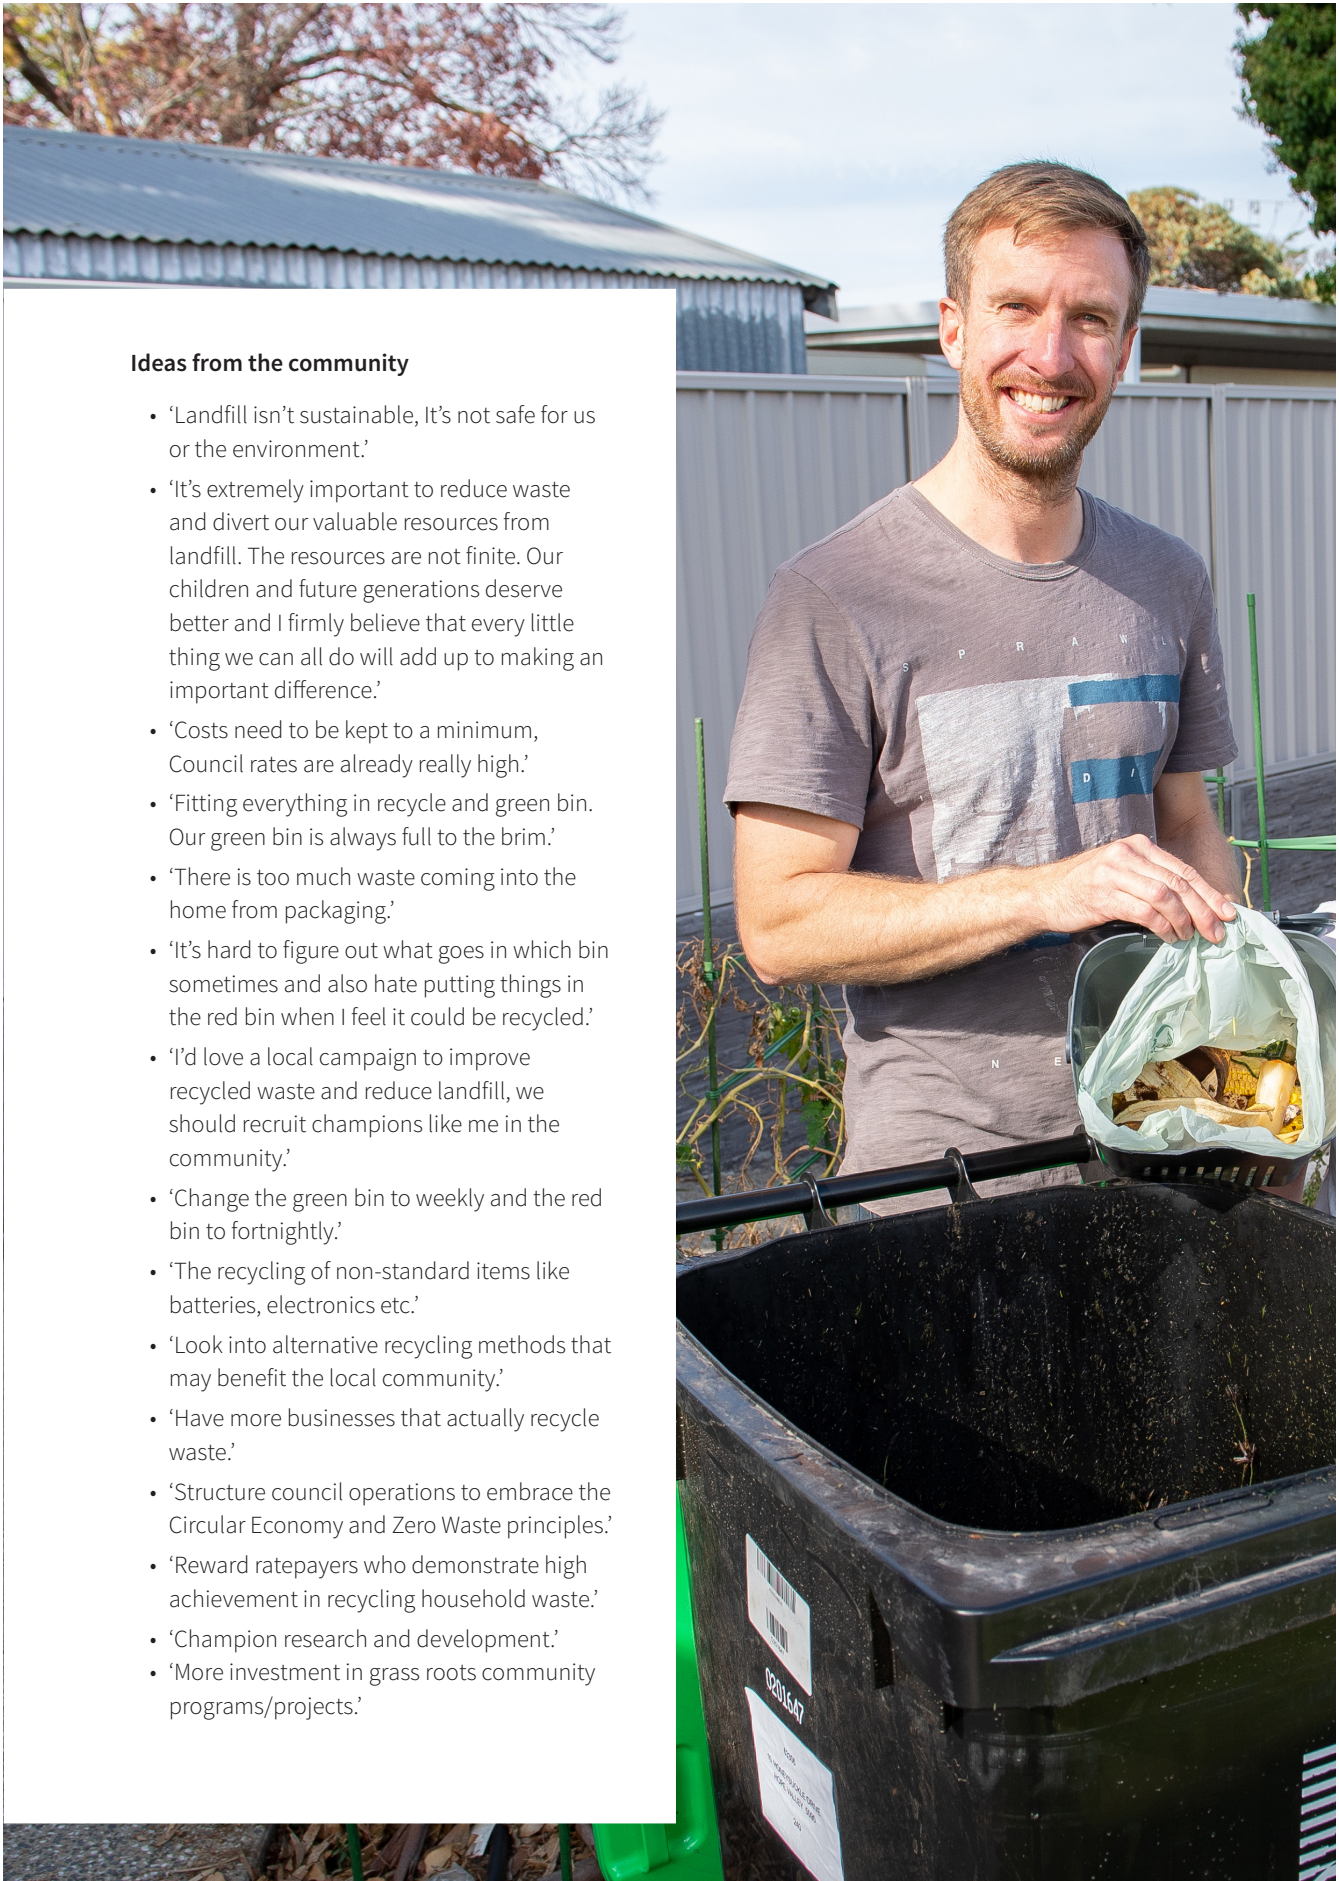 Ideas from the community
• ‘Landfill isn’t sustainable, It’s not safe for us
or the environment.’
• ‘It’s extremely important to reduce waste
and divert our valuable resources from
landfill. The resources are not finite. Our
children and future generations deserve
better and I firmly believe that every little
thing we can all do will add up to making an
important difference.’
• ‘Costs need to be kept to a minimum,
Council rates are already really high.’
• ‘Fitting everything in recycle and green bin.
Our green bin is always full to the brim.’
• ‘There is too much waste coming into the
home from packaging.’
• ‘It’s hard to figure out what goes in which bin
sometimes and also hate putting things in
the red bin when I feel it could be recycled.’
• ‘I’d love a local campaign to improve
recycled waste and reduce landfill, we
should recruit champions like me in the
community.’
• ‘Change the green bin to weekly and the red
bin to fortnightly.’
• ‘The recycling of non-standard items like
batteries, electronics etc.’
• ‘Look into alternative recycling methods that
may benefit the local community.’
• ‘Have more businesses that actually recycle
waste.’
• ‘Structure council operations to embrace the
Circular Economy and Zero Waste principles.’
• ‘Reward ratepayers who demonstrate high
achievement in recycling household waste.’
• ‘Champion research and development.’
• ‘More investment in grass roots community
programs/projects.’
S P R A W L
D I
N E
0201647
HONEYSUCKLE DRIVE
HOPE VALLEY 5090
240